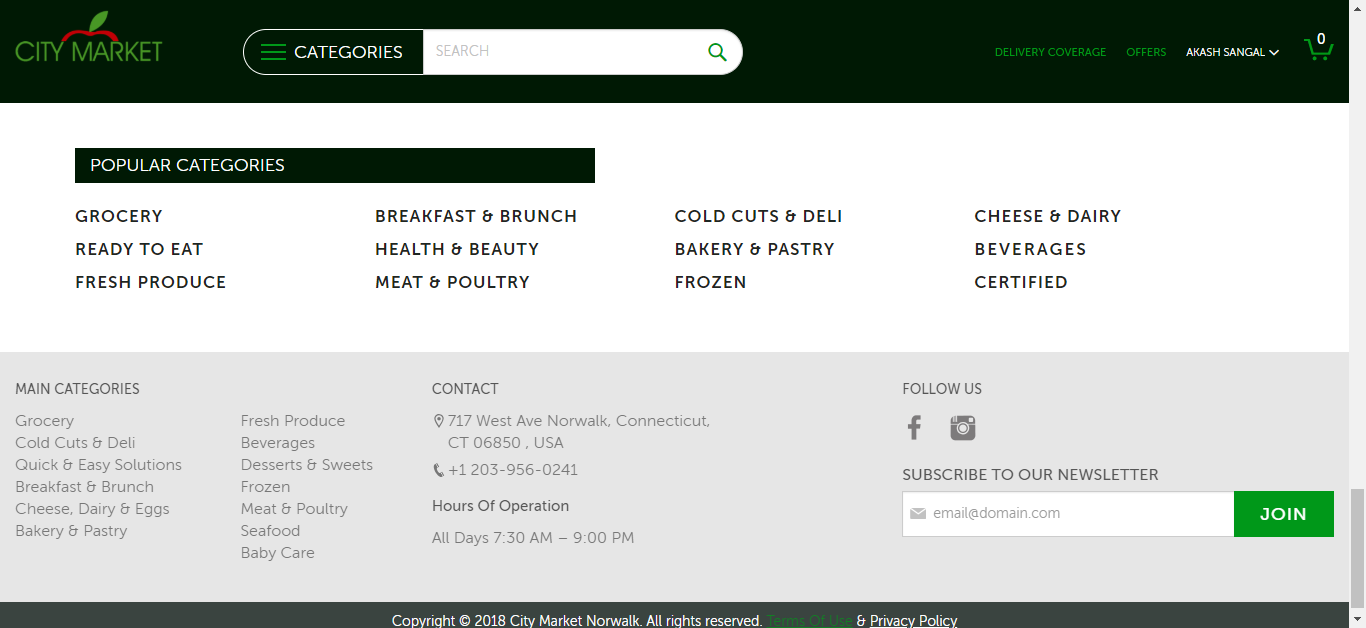 CITY MARKET
CATEGORIES
SEARCH
DELIVERY COVERAGE
OFFERS
AKASH SANGAL
0
POPULAR CATEGORIES
GROCERY
BREAKFAST & BRUNCH
COLD CUTS & DELI
CHEESE & DAIRY
READY TO EAT
HEALTH & BEAUTY
BAKERY & PASTRY
BEVERAGES
FRESH PRODUCE
MEAT & POULTRY
FROZEN
CERTIFIED
MAIN CATEGORIES
Grocery
Cold Cuts & Deli
Quick & Easy Solutions
Breakfast & Brunch
Cheese, Dairy & Eggs
Bakery & Pastry
Fresh Produce
Beverages
Desserts & Sweets
Frozen
Meat & Poultry
Seafood
Baby Care
CONTACT
717 West Ave Norwalk, Connecticut,
CT 06850 , USA
+1 203-956-0241
Hours Of Operation
All Days 7:30 AM – 9:00 PM
FOLLOW US
SUBSCRIBE TO OUR NEWSLETTER
email@domain.com
JOIN
Copyright © 2018 City Market Norwalk. All rights reserved. Terms Of Use & Privacy Policy